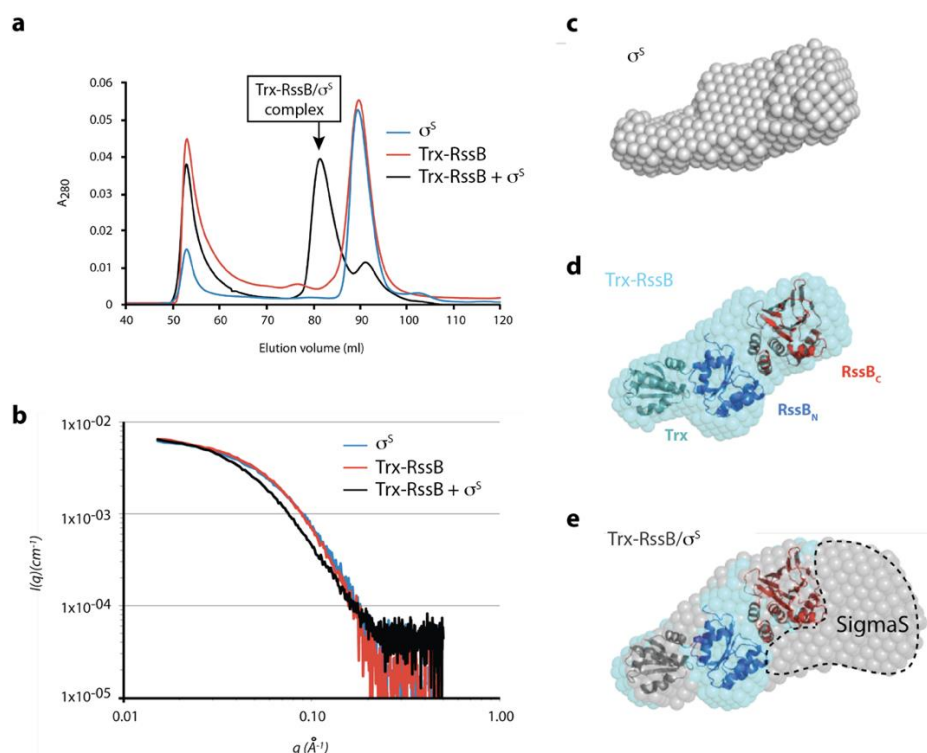 a
A280
0.06
0.05
0.04
0.03
0.02
0.01
0
40 50 60 70 80 90 100 110 120
Elution volume (ml)
Trx-RssB/σS
complex
σS
Trx-RssB
Trx-RssB + σS
b
I(q)(cm-1)
1x10-02
1x10-03
1x10-04
1x10-05
0.01 0.10 1.00
q (Å-1)
σS
Trx-RssB
Trx-RssB + σS
c
σS
d
Trx-RssB
RssBC
RssBN
Trx
e
Trx-RssB/σS
SigmaS